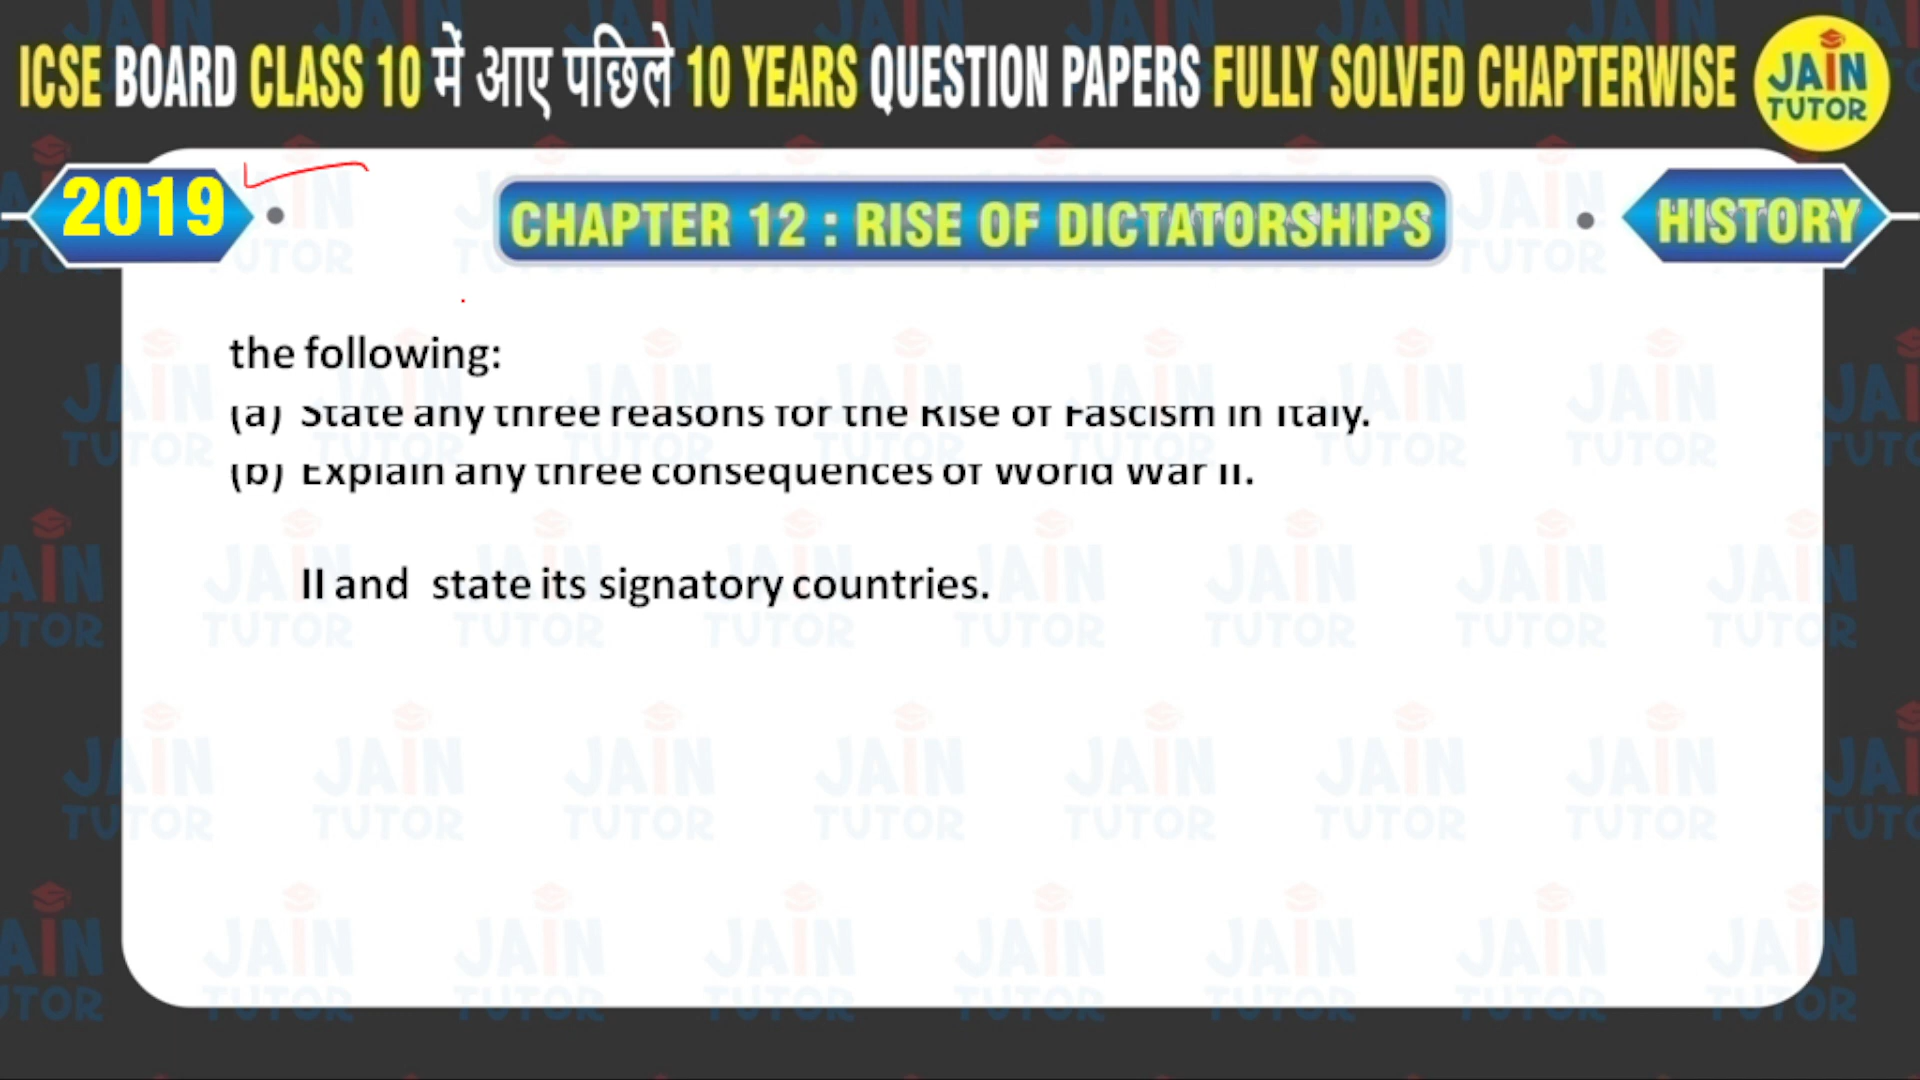 ICSE BOARD CLASS 10 में आए पिछले 10 YEARS QUESTION PAPERS FULLY SOLVED CHAPTERWISE
JAIN
TUTOR
2019
CHAPTER 12 : RISE OF DICTATORSHIPS
HISTORY
the following:
(a) State any three reasons for the Rise of Fascism in Italy.
(b) Explain any three consequences of World War II.
II and state its signatory countries.